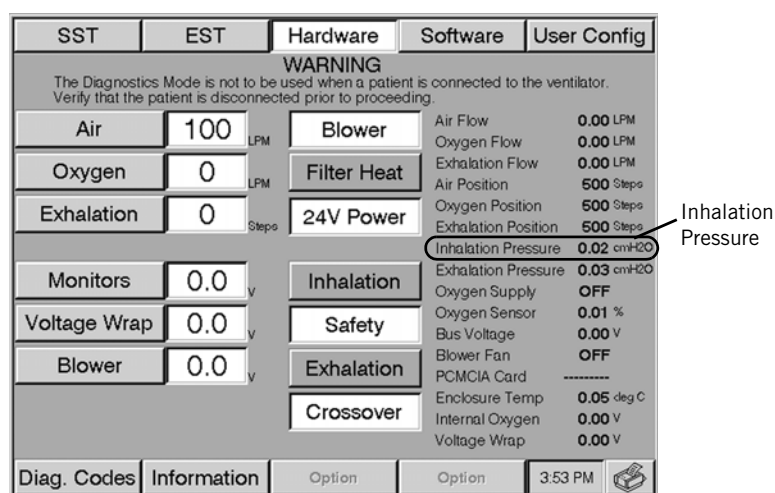 SST EST Hardware Software User Config
WARNING
The Diagnostics Mode is not to be used when a patient is connected to the ventilator.
Verify that the patient is disconnected prior to proceeding.
Air 100 LPM
Oxygen 0 LPM
Exhalation 0 Steps
Monitors 0.0 V
Voltage Wrap 0.0 V
Blower 0.0 V
Blower
Filter Heat
24V Power
Inhalation
Safety
Exhalation
Crossover
Air Flow 0.00 LPM
Oxygen Flow 0.00 LPM
Exhalation Flow 0.00 LPM
Air Position 500 Steps
Oxygen Position 500 Steps
Exhalation Position 500 Steps
Inhalation Pressure 0.02 cmH2O
Exhalation Pressure 0.03 cmH2O
Oxygen Supply OFF
Oxygen Sensor 0.01 %
Bus Voltage 0.00 V
Blower Fan OFF
PCMCIA Card ---------
Enclosure Temp 0.05 deg C
Internal Oxygen 0.00 V
Voltage Wrap 0.00 V
Inhalation
Pressure
Diag. Codes Information Option Option 3:53 PM